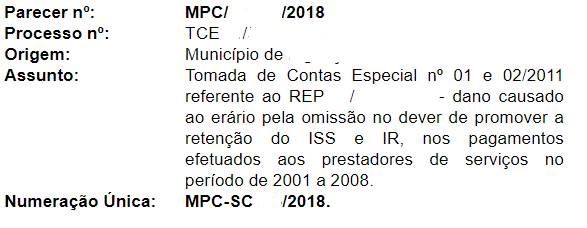 Parecer nº: MPC/ /2018
Processo nº: TCE /
Origem: Município de
Assunto: Tomada de Contas Especial nº 01 e 02/2011
referente ao REP / - dano causado
ao erário pela omissão no dever de promover a
retenção do ISS e IR, nos pagamentos
efetuados aos prestadores de serviços no
período de 2001 a 2008.
Numeração Única: MPC-SC /2018.